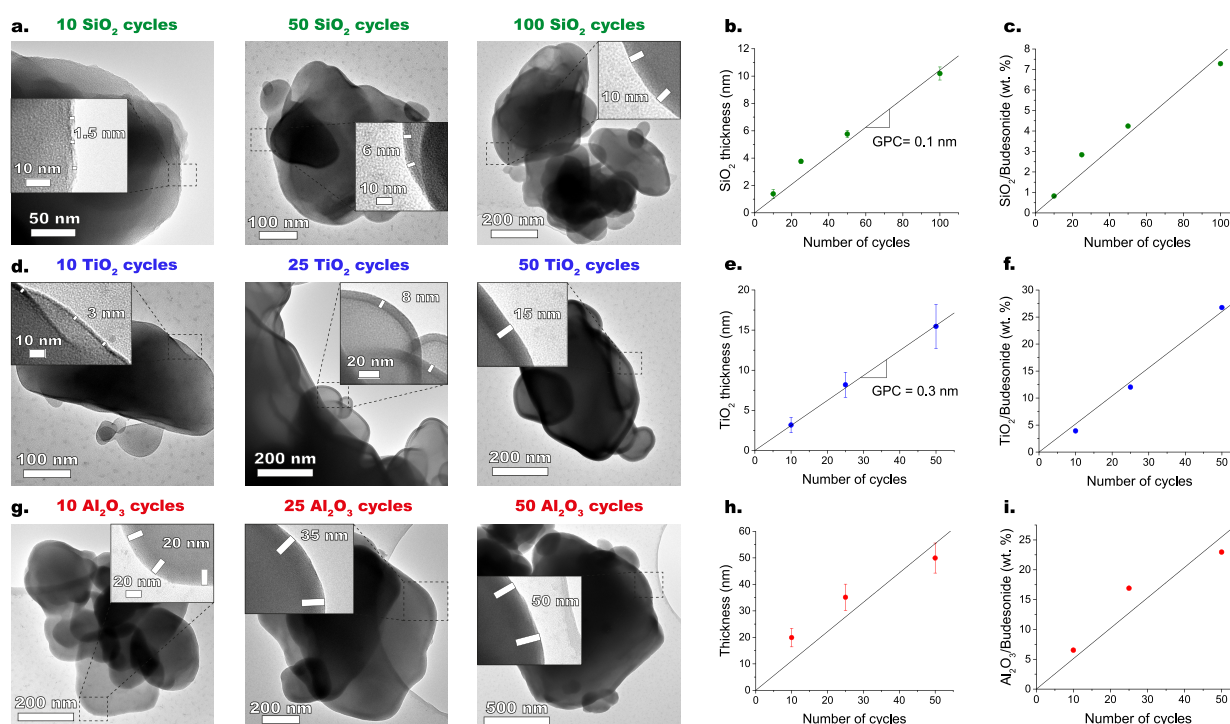 a.
10 SiO₂ cycles
50 SiO₂ cycles
100 SiO₂ cycles
1.5 nm
10 nm
50 nm
6 nm
10 nm
100 nm
10 nm
200 nm
b.
SiO₂ thickness (nm)
12
10
8
6
4
2
0
GPC= 0.1 nm
0 20 40 60 80 100
Number of cycles
c.
SiO₂/Budesonide (wt. %)
8
7
6
5
4
3
2
1
0
0 20 40 60 80 100
Number of cycles
d.
10 TiO₂ cycles
25 TiO₂ cycles
50 TiO₂ cycles
3 nm
10 nm
100 nm
8 nm
20 nm
200 nm
15 nm
200 nm
e.
TiO₂ thickness (nm)
20
15
10
5
0
GPC = 0.3 nm
0 10 20 30 40 50
Number of cycles
f.
TiO₂/Budesonide (wt. %)
30
25
20
15
10
5
0
0 10 20 30 40 50
Number of cycles
g.
10 Al₂O₃ cycles
25 Al₂O₃ cycles
50 Al₂O₃ cycles
20 nm
20 nm
200 nm
35 nm
200 nm
50 nm
500 nm
h.
Thickness (nm)
60
50
40
30
20
10
0
0 10 20 30 40 50
Number of cycles
i.
Al₂O₃/Budesonide (wt. %)
25
20
15
10
5
0
0 10 20 30 40 50
Number of cycles